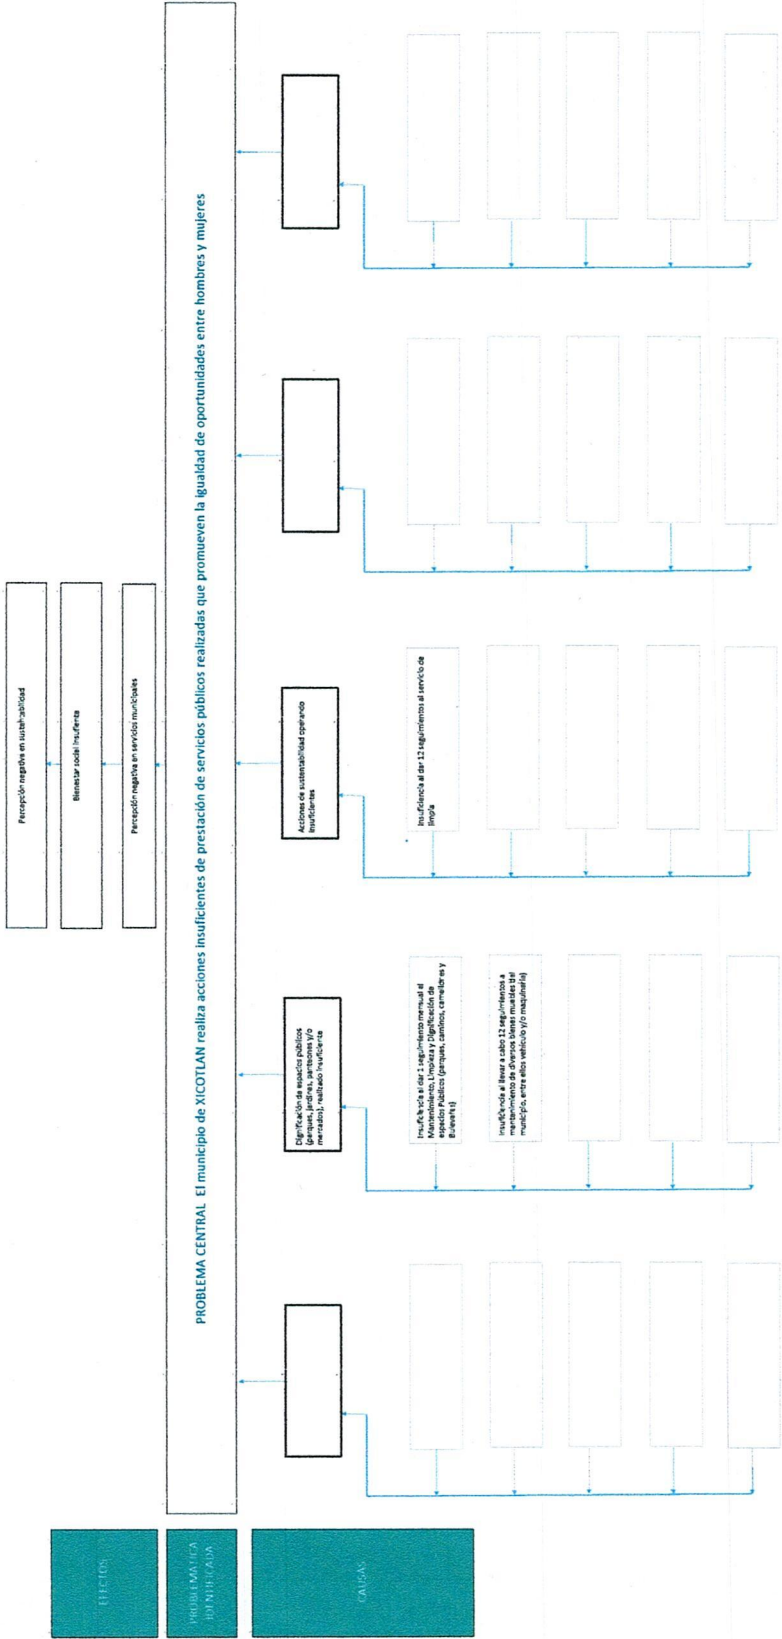 EFECTOS
Percepción negativa en sustentabilidad
Bienestar social insuficiente
Percepción negativa en servicios municipales
PROBLEMÁTICA
IDENTIFICADA
PROBLEMA CENTRAL El municipio de XICOTLAN realiza acciones insuficientes de prestación de servicios públicos realizadas que promueven la igualdad de oportunidades entre hombres y mujeres
CAUSAS
Dignificación de espacios públicos
(parques, jardines, panteones y/o
mercados), realizado insuficiente
Insuficiencia al dar 1 seguimiento mensual al
Mantenimiento, Limpieza y Dignificación de
espacios Públicos (parques, caminos, camellones y
Bulevares)
Insuficiencia al llevar a cabo 12 seguimientos a
mantenimiento de diversos bienes muebles del
municipio, entre ellos vehículo y/o maquinaria)
Acciones de sustentabilidad operando
insuficientes
Insuficiencia al dar 12 seguimientos al servicio de
limpia